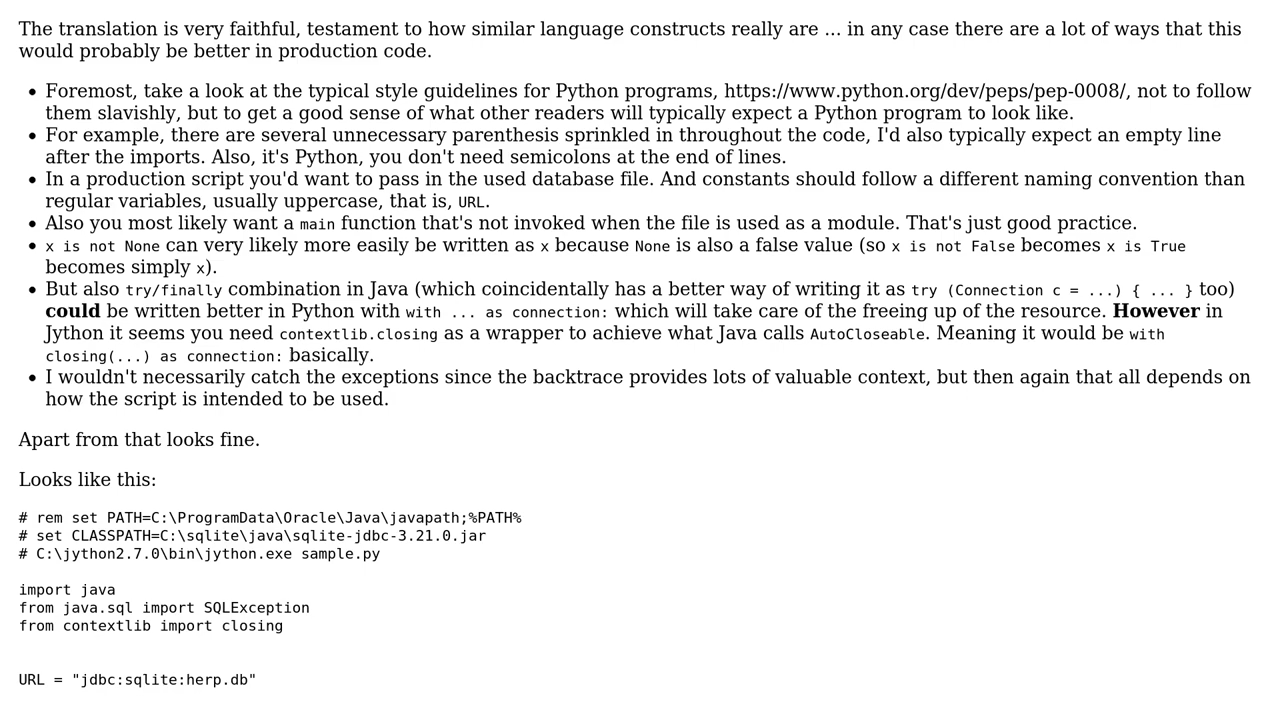 The translation is very faithful, testament to how similar language constructs really are ... in any case there are a lot of ways that this
would probably be better in production code.
• Foremost, take a look at the typical style guidelines for Python programs, https://www.python.org/dev/peps/pep-0008/, not to follow
them slavishly, but to get a good sense of what other readers will typically expect a Python program to look like.
• For example, there are several unnecessary parenthesis sprinkled in throughout the code, I'd also typically expect an empty line
after the imports. Also, it's Python, you don't need semicolons at the end of lines.
• In a production script you'd want to pass in the used database file. And constants should follow a different naming convention than
regular variables, usually uppercase, that is, URL.
• Also you most likely want a main function that's not invoked when the file is used as a module. That's just good practice.
• x is not None can very likely more easily be written as x because None is also a false value (so x is not False becomes x is True
becomes simply x).
• But also try/finally combination in Java (which coincidentally has a better way of writing it as try (Connection c = ...) { ... } too)
could be written better in Python with with ... as connection: which will take care of the freeing up of the resource. However in
Jython it seems you need contextlib.closing as a wrapper to achieve what Java calls AutoCloseable. Meaning it would be with
closing(...) as connection: basically.
• I wouldn't necessarily catch the exceptions since the backtrace provides lots of valuable context, but then again that all depends on
how the script is intended to be used.
Apart from that looks fine.
Looks like this:
# rem set PATH=C:\ProgramData\Oracle\Java\javapath;%PATH%
# set CLASSPATH=C:\sqlite\java\sqlite-jdbc-3.21.0.jar
# C:\jython2.7.0\bin\jython.exe sample.py
import java
from java.sql import SQLException
from contextlib import closing
URL = "jdbc:sqlite:herp.db"